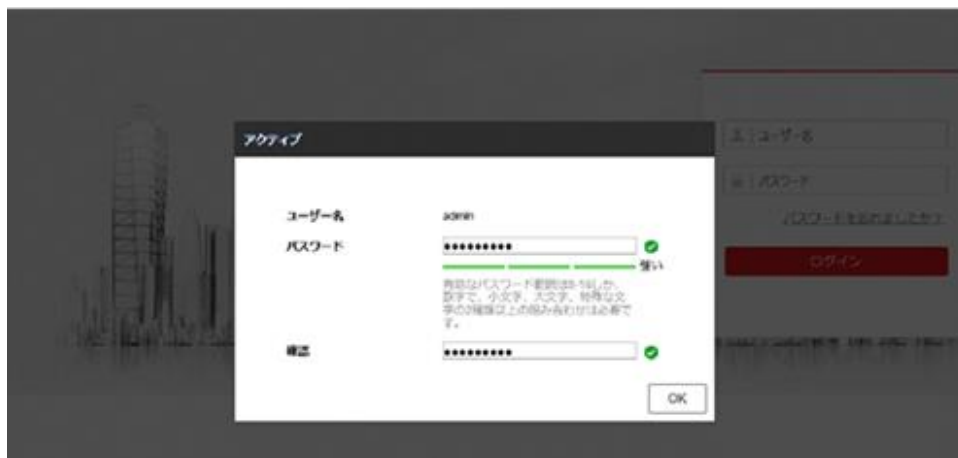 アクティブ
ユーザー名 admin
パスワード ●●●●●●●●●
強い
有効なパスワード範囲は8-16しか、
数字で、小文字、大文字、特殊な文
字の2種類以上の組み合わせは必要で
す。
確認 ●●●●●●●●●
OK
ユーザー名
パスワード
パスワードを忘れましたか?
ログイン